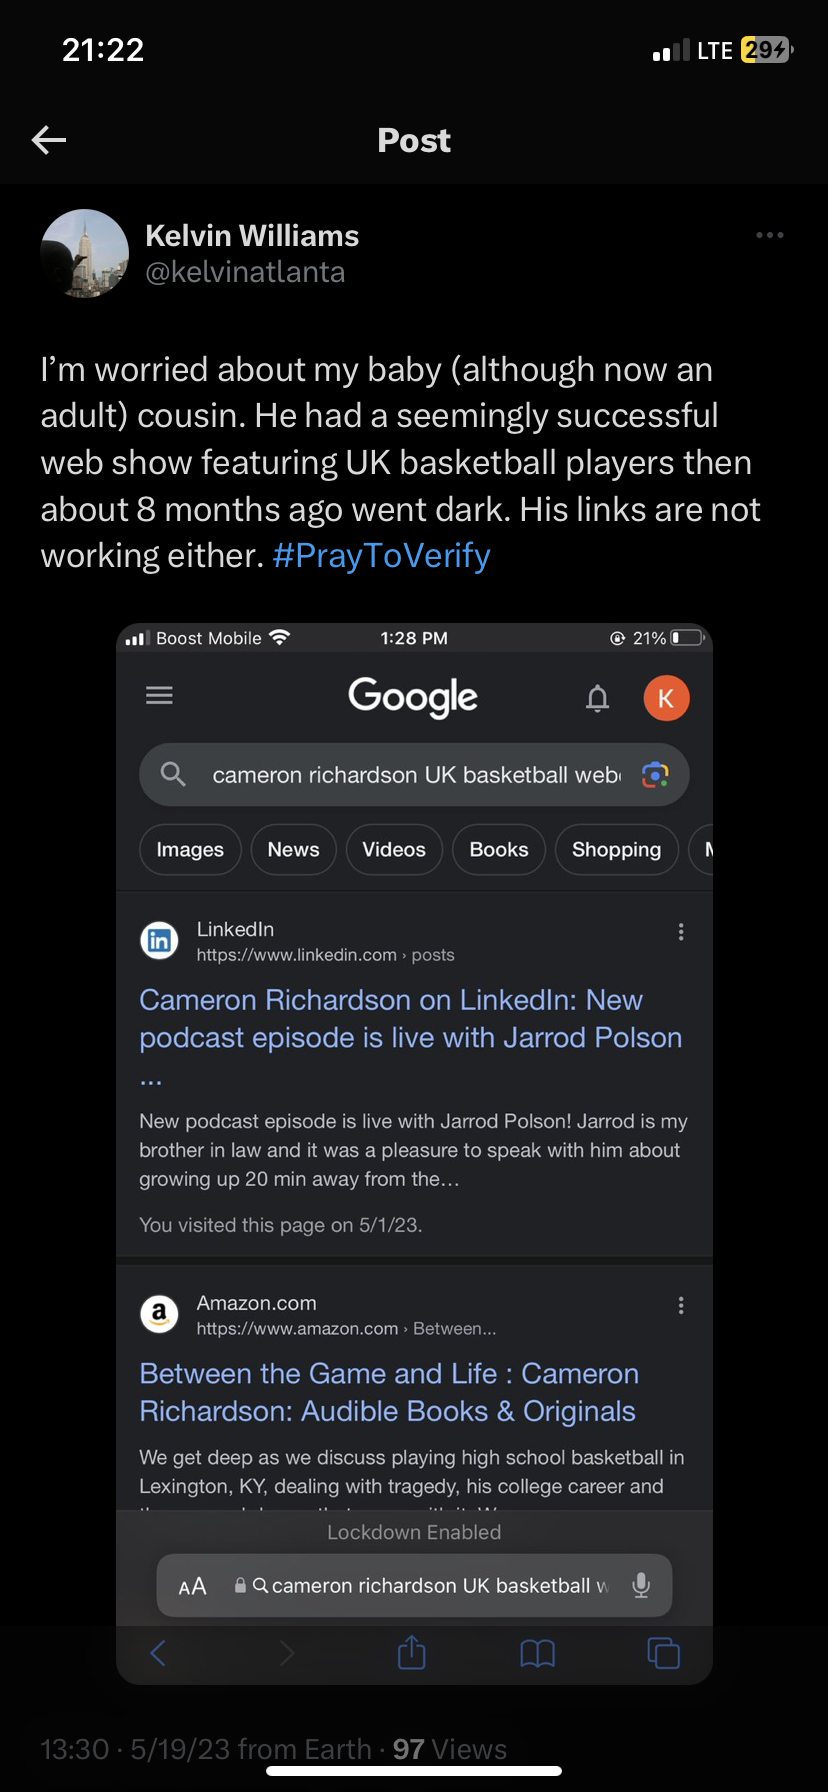 21:22
LTE 29
Post
Kelvin Williams
@kelvinatlanta
I’m worried about my baby (although now an
adult) cousin. He had a seemingly successful
web show featuring UK basketball players then
about 8 months ago went dark. His links are not
working either. #PrayToVerify
Boost Mobile 1:28 PM 21%
Google
K
cameron richardson UK basketball web
Images News Videos Books Shopping
in
LinkedIn
https://www.linkedin.com › posts
Cameron Richardson on LinkedIn: New
podcast episode is live with Jarrod Polson
...
New podcast episode is live with Jarrod Polson! Jarrod is my
brother in law and it was a pleasure to speak with him about
growing up 20 min away from the...
You visited this page on 5/1/23.
a
Amazon.com
https://www.amazon.com › Between...
Between the Game and Life : Cameron
Richardson: Audible Books & Originals
We get deep as we discuss playing high school basketball in
Lexington, KY, dealing with tragedy, his college career and
Lockdown Enabled
AA cameron richardson UK basketball w
13:30 · 5/19/23 from Earth · 97 Views